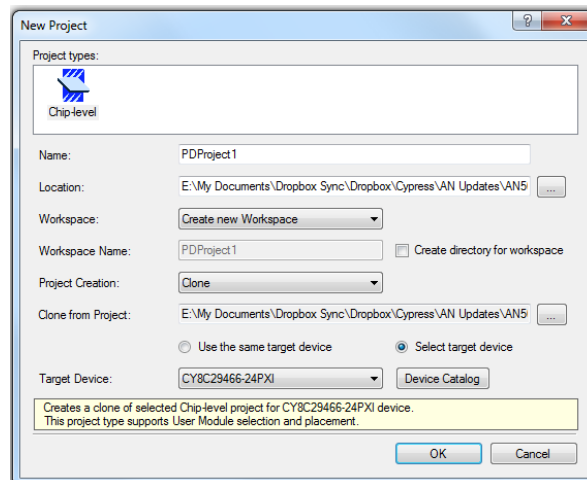 New Project
Project types:
Chip-level
Name: PDProject1
Location: E:\My Documents\Dropbox Sync\Dropbox\Cypress\AN Updates\AN5 ...
Workspace: Create new Workspace
Workspace Name: PDProject1 Create directory for workspace
Project Creation: Clone
Clone from Project: E:\My Documents\Dropbox Sync\Dropbox\Cypress\AN Updates\AN5 ...
Use the same target device Select target device
Target Device: CY8C29466-24PXI Device Catalog
Creates a clone of selected Chip-level project for CY8C29466-24PXI device.
This project type supports User Module selection and placement.
OK Cancel